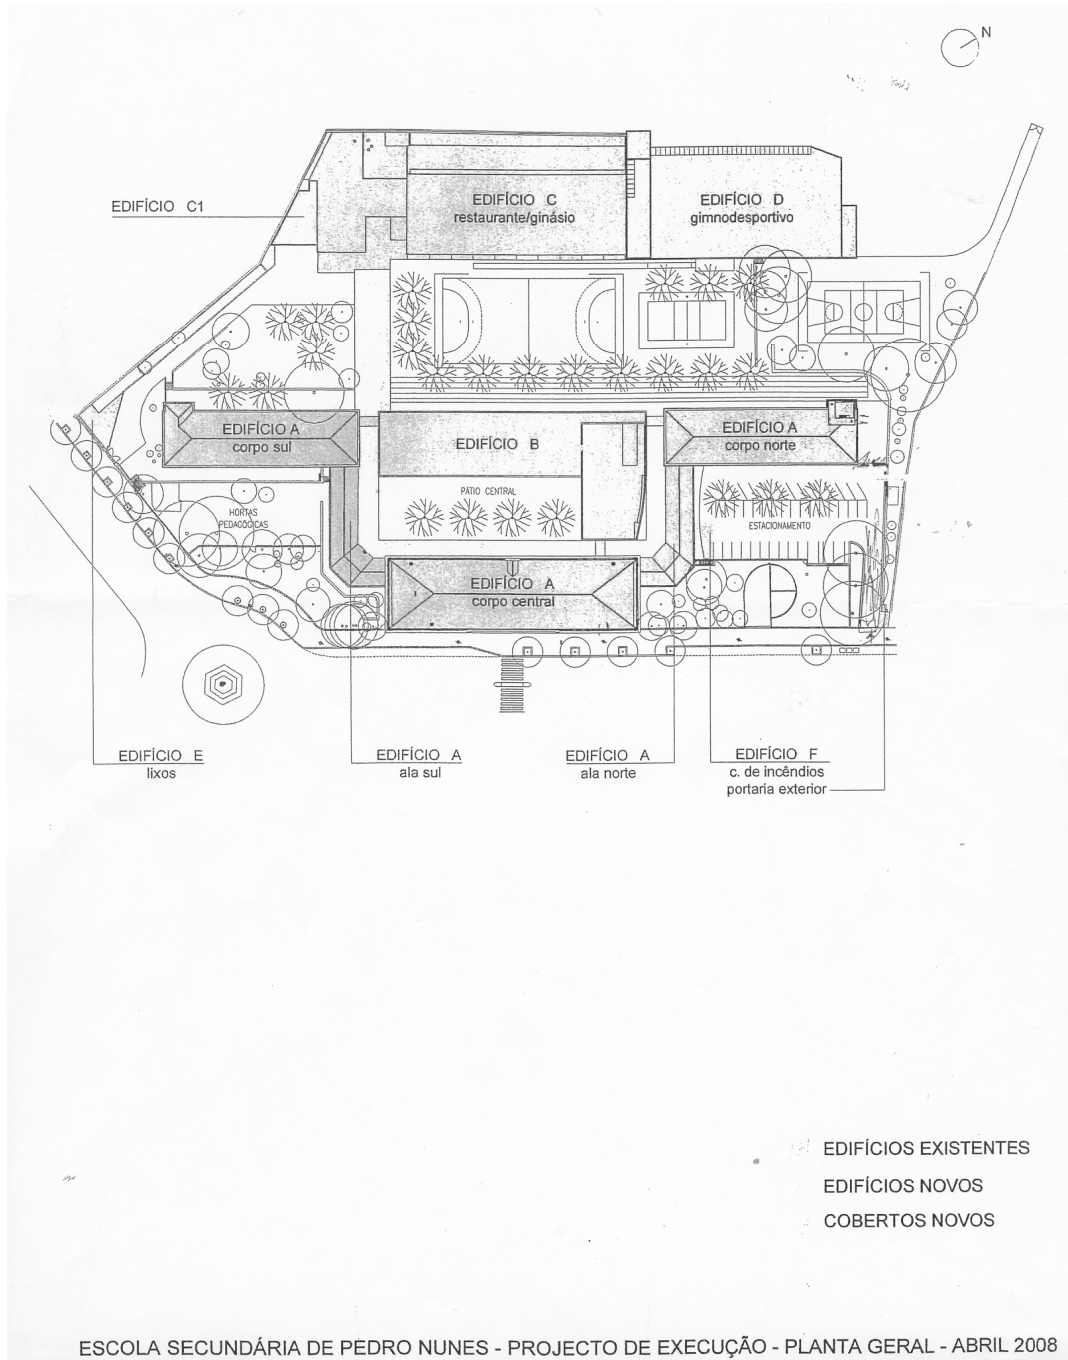 N
EDIFÍCIO C1
EDIFÍCIO C
restaurante/ginásio
EDIFÍCIO D
gimnodesportivo
EDIFÍCIO A
corpo sul
EDIFÍCIO B
EDIFÍCIO A
corpo norte
PÁTIO CENTRAL
HORTAS
PEDAGÓGICAS
ESTACIONAMENTO
EDIFÍCIO A
corpo central
EDIFÍCIO E
lixos
EDIFÍCIO A
ala sul
EDIFÍCIO A
ala norte
EDIFÍCIO F
c. de incêndios
portaria exterior
EDIFÍCIOS EXISTENTES
EDIFÍCIOS NOVOS
COBERTOS NOVOS
ESCOLA SECUNDÁRIA DE PEDRO NUNES - PROJECTO DE EXECUÇÃO - PLANTA GERAL - ABRIL 2008